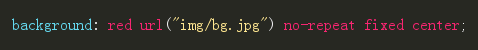 background: red url("img/bg.jpg") no-repeat fixed center;